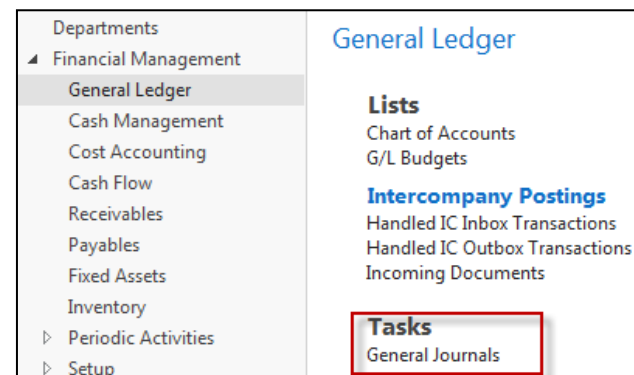 Departments
Financial Management
General Ledger
Cash Management
Cost Accounting
Cash Flow
Receivables
Payables
Fixed Assets
Inventory
Periodic Activities
Setup
General Ledger
Lists
Chart of Accounts
G/L Budgets
Intercompany Postings
Handled IC Inbox Transactions
Handled IC Outbox Transactions
Incoming Documents
Tasks
General Journals